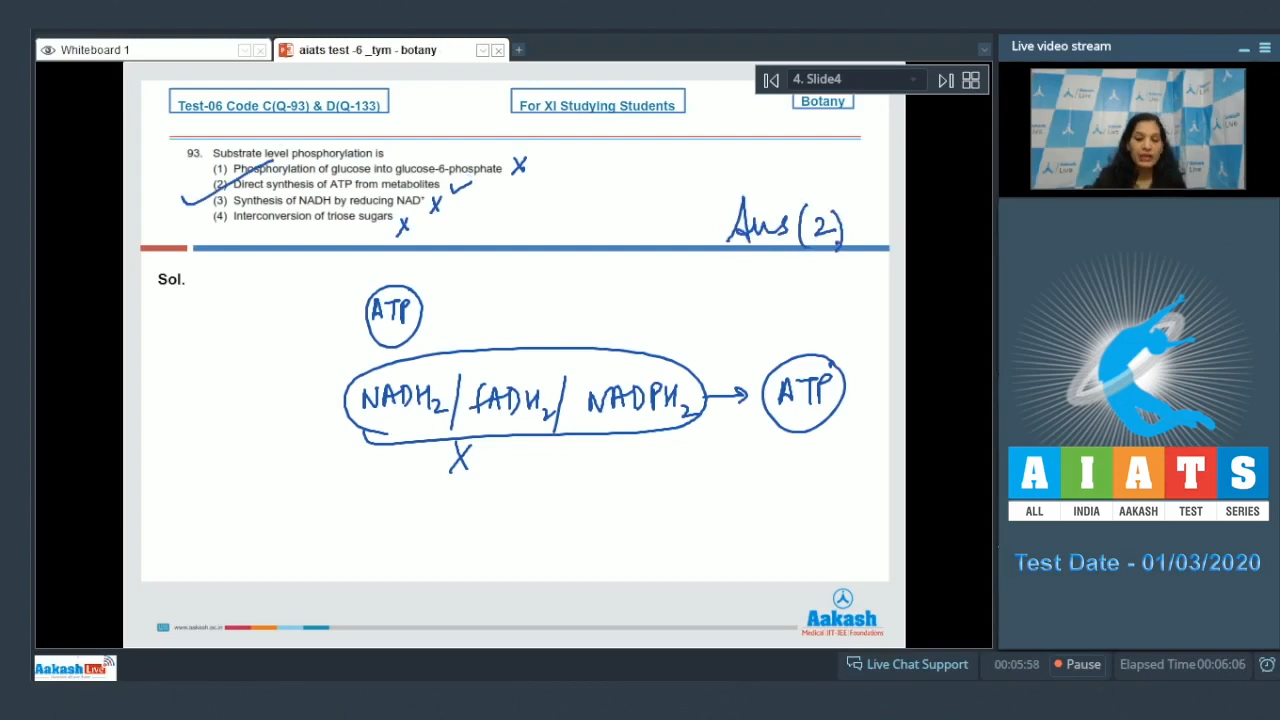 Whiteboard 1
aiats test -6 _tym - botany
Live video stream
4. Slide4
Test-06 Code C(Q-93) & D(Q-133)
For XI Studying Students
Botany
93. Substrate level phosphorylation is
(1) Phosphorylation of glucose into glucose-6-phosphate
(2) Direct synthesis of ATP from metabolites
(3) Synthesis of NADH by reducing NAD+
(4) Interconversion of triose sugars
Ans (2)
Sol.
ATP
NADH2 / fADH2 / NADPH2 → ATP
X
Aakash
Medical|IIT-JEE|Foundations
www.aakash.ac.in
Aakash Live
A I A T S
ALL INDIA AAKASH TEST SERIES
Test Date - 01/03/2020
Live Chat Support
00:05:58
Pause
Elapsed Time 00:06:06